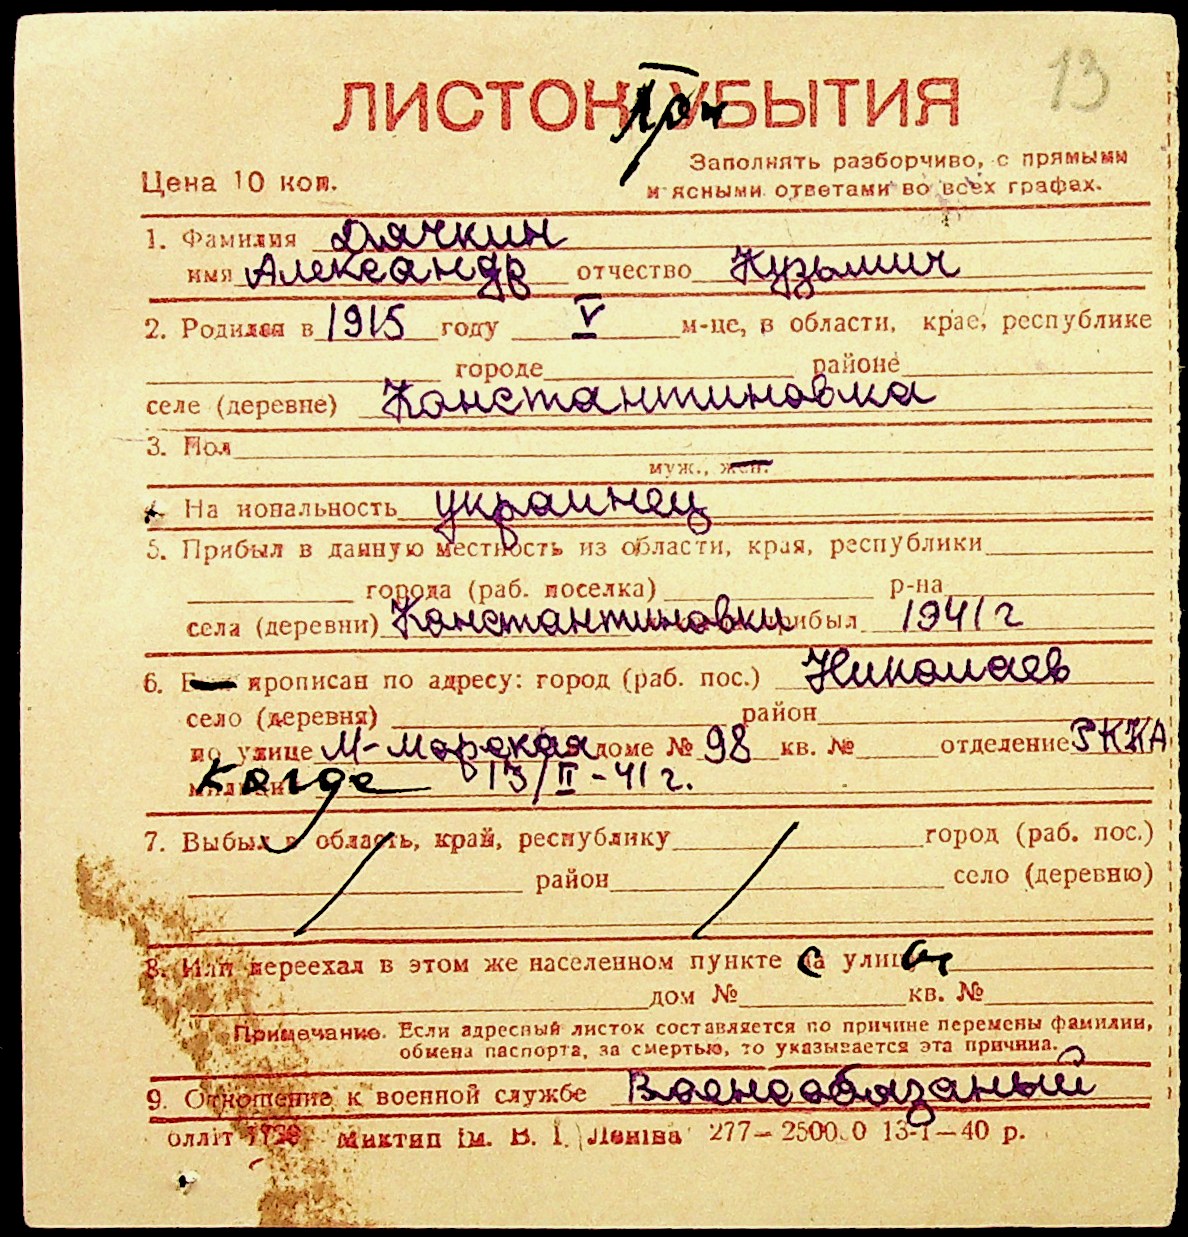 13
ЛИСТОК УБЫТИЯ
Цена 10 коп.
Заполнять разборчиво, с прямыми
и ясными ответами во всех графах.
1. Фамилия Дячкин
имя Александр отчество Кузьмич
2. Родился в 1915 году V м-це, в области, крае, республике
городе районе
селе (деревне) Константиновка
3. Пол
муж., жен.
4. Национальность украинец
5. Прибыл в данную местность из области, края, республики
города (раб. поселка) р-на
села (деревни) Константиновки прибыл 1941 г
6. прописан по адресу: город (раб. пос.) Николаев
село (деревня) район
по улице М-морская доме № 98 кв. № отделение РККА
милиции когда 13/II-41 г.
7. Выбыл в область, край, республику город (раб. пос.)
район село (деревню)
8. Или переехал в этом же населенном пункте на улицу
дом № кв. №
Примечание. Если адресный листок составляется по причине перемены фамилии,
обмена паспорта, за смертью, то указывается эта причина.
9. Отношение к военной службе Военообязаный
оліт Миктип ім. В. І. Леніна 277—2500.0 13-І—40 р.